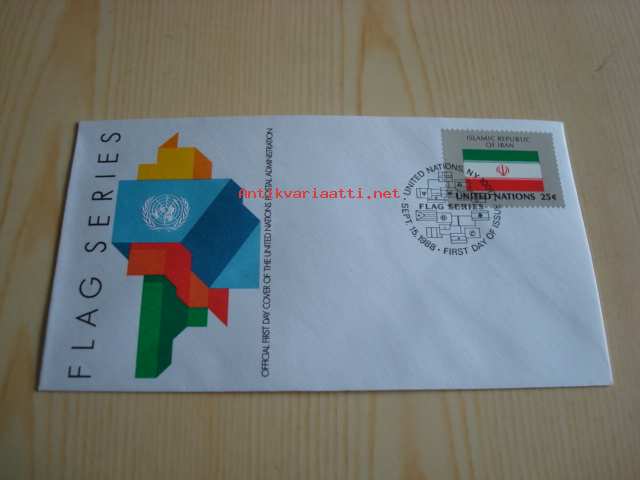 FLAG SERIES
OFFICIAL FIRST DAY COVER OF THE UNITED NATIONS POSTAL ADMINISTRATION
Antikvariaatti.net
ISLAMIC REPUBLIC
OF IRAN
UNITED NATIONS 25¢
UNITED NATIONS, N.Y.
FLAG SERIES
SEPT. 15, 1988 · FIRST DAY OF ISSUE